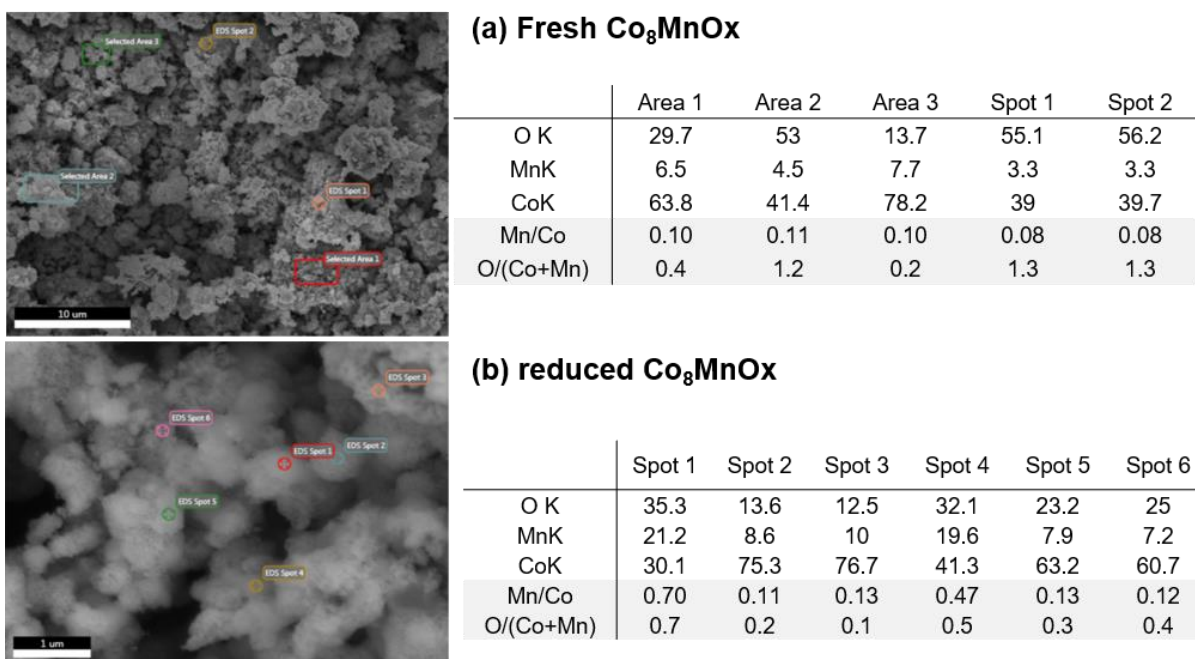 Selected Area 3
EDS Spot 2
Selected Area 2
EDS Spot 1
Selected Area 1
10 um
(a) Fresh Co₈MnOx
Area 1 Area 2 Area 3 Spot 1 Spot 2
O K 29.7 53 13.7 55.1 56.2
MnK 6.5 4.5 7.7 3.3 3.3
CoK 63.8 41.4 78.2 39 39.7
Mn/Co 0.10 0.11 0.10 0.08 0.08
O/(Co+Mn) 0.4 1.2 0.2 1.3 1.3
EDS Spot 3
EDS Spot 6
EDS Spot 1
EDS Spot 2
EDS Spot 5
EDS Spot 4
1 um
(b) reduced Co₈MnOx
Spot 1 Spot 2 Spot 3 Spot 4 Spot 5 Spot 6
O K 35.3 13.6 12.5 32.1 23.2 25
MnK 21.2 8.6 10 19.6 7.9 7.2
CoK 30.1 75.3 76.7 41.3 63.2 60.7
Mn/Co 0.70 0.11 0.13 0.47 0.13 0.12
O/(Co+Mn) 0.7 0.2 0.1 0.5 0.3 0.4